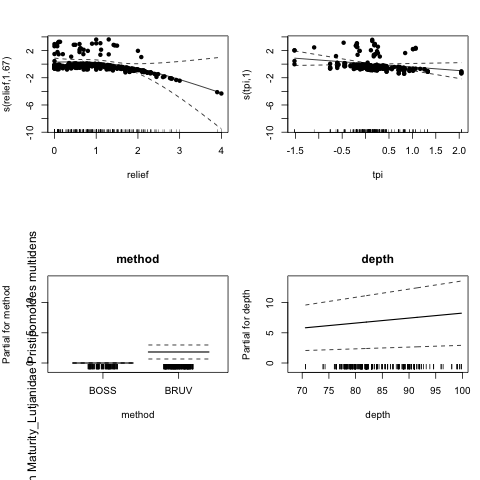 s(relief,1.67)
2
-2
-6
-10
0
1
2
3
4
relief
s(tpi,1)
2
-2
-6
-10
-1.5
-0.5
0.5
1.0
1.5
2.0
tpi
method
Partial for method
0
5
10
BOSS
BRUV
method
depth
Partial for depth
0
5
10
70
75
80
85
90
95
100
depth
Maturity_Lutjanidae Pristipomoides multidens